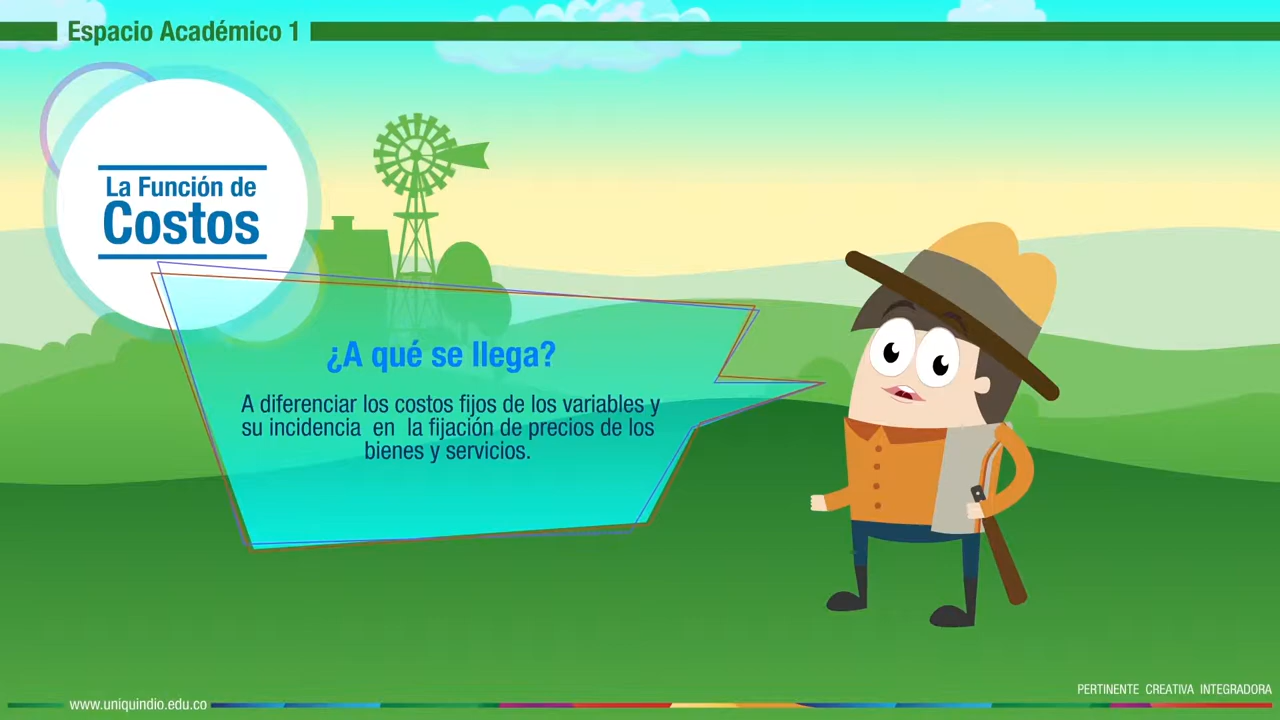 Espacio Académico 1
La Función de
Costos
¿A qué se llega?
A diferenciar los costos fijos de los variables y
su incidencia en la fijación de precios de los
bienes y servicios.
PERTINENTE CREATIVA INTEGRADORA
www.uniquindio.edu.co